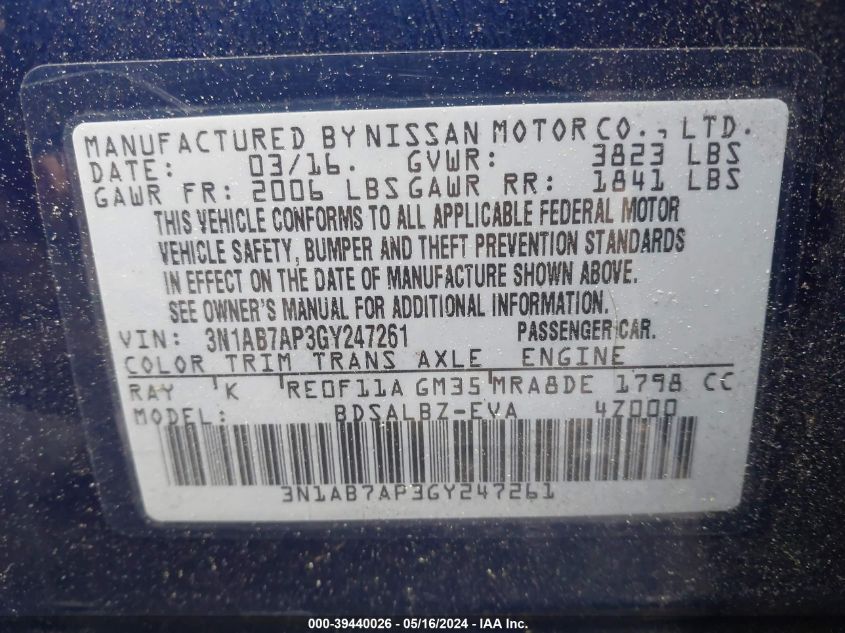 MANUFACTURED BY NISSAN MOTOR CO., LTD.
DATE: 03/16. GVWR: 3823 LBS
GAWR FR: 2006 LBS GAWR RR: 1841 LBS
THIS VEHICLE CONFORMS TO ALL APPLICABLE FEDERAL MOTOR
VEHICLE SAFETY, BUMPER AND THEFT PREVENTION STANDARDS
IN EFFECT ON THE DATE OF MANUFACTURE SHOWN ABOVE.
SEE OWNER'S MANUAL FOR ADDITIONAL INFORMATION.
VIN: 3N1AB7AP3GY247261 PASSENGER CAR.
COLOR TRIM TRANS AXLE ENGINE
RAY K RE0F11A GM35 MRA8DE 1798 CC
MODEL: BDSALBZ-EVA 4Z000
3N1AB7AP3GY247261
000-39440026 - 05/16/2024 - IAA Inc.